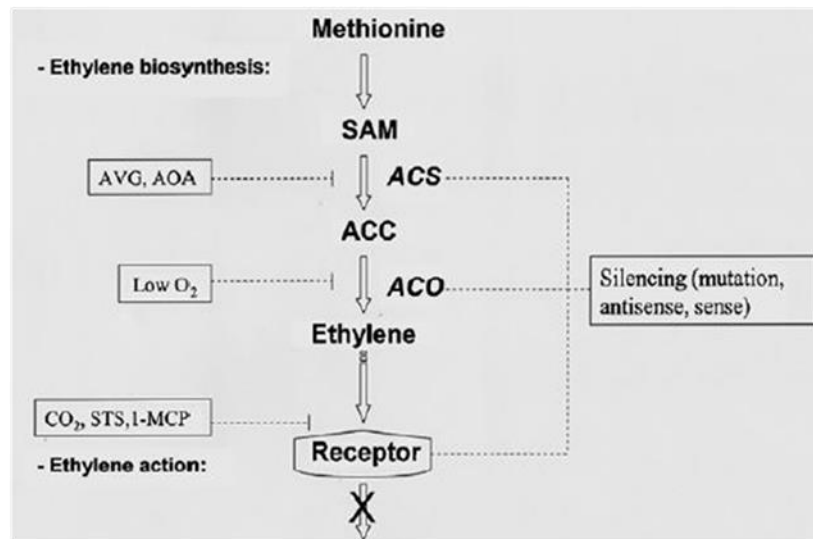 Methionine
- Ethylene biosynthesis:
SAM
AVG, AOA
ACS
ACC
Low O₂
ACO
Silencing (mutation,
antisense, sense)
Ethylene
CO₂, STS,1-MCP
Receptor
- Ethylene action:
X